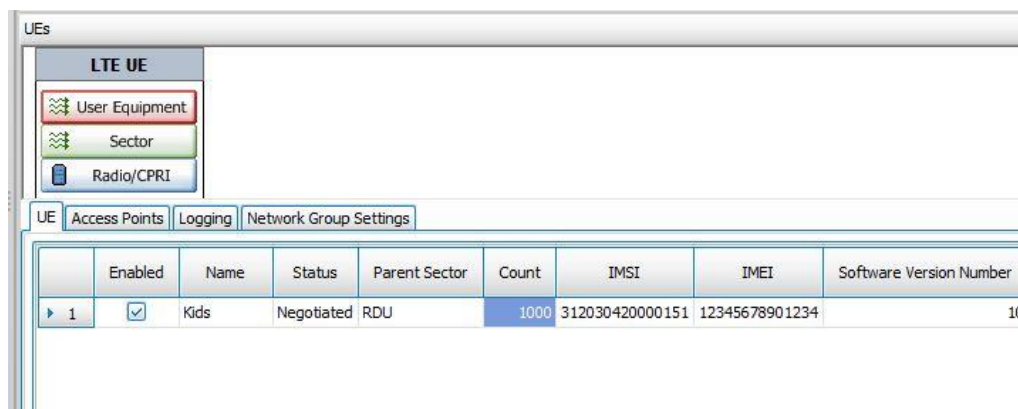 UEs
LTE UE
User Equipment
Sector
Radio/CPRI
UE Access Points Logging Network Group Settings
Enabled Name Status Parent Sector Count IMSI IMEI Software Version Number
1 Kids Negotiated RDU 1000 312030420000151 12345678901234